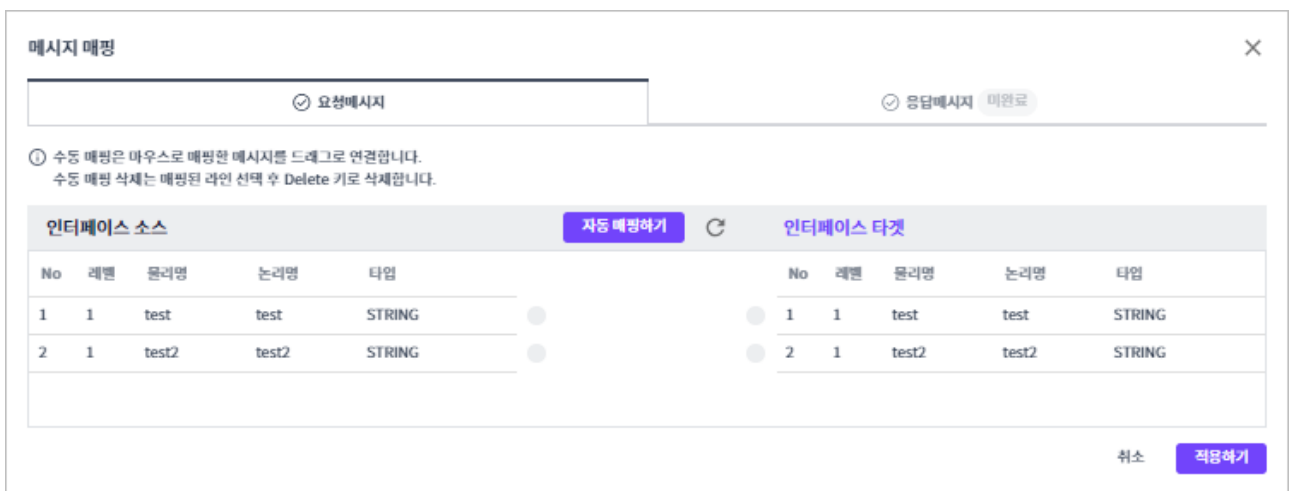 메시지 매핑
요청메시지
응답메시지 미완료
수동 매핑은 마우스로 매핑할 메시지를 드래그로 연결합니다.
수동 매핑 삭제는 매핑된 라인 선택 후 Delete 키로 삭제합니다.
인터페이스 소스 자동 매핑하기 인터페이스 타겟
No 레벨 물리명 논리명 타입 No 레벨 물리명 논리명 타입
1 1 test test STRING 1 1 test test STRING
2 1 test2 test2 STRING 2 1 test2 test2 STRING
취소 적용하기